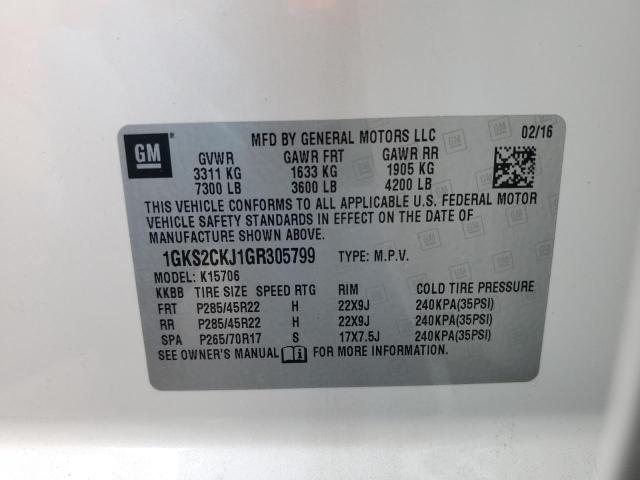 GM MFD BY GENERAL MOTORS LLC 02/16
GVWR GAWR FRT GAWR RR
3311 KG 1633 KG 1905 KG
7300 LB 3600 LB 4200 LB
THIS VEHICLE CONFORMS TO ALL APPLICABLE U.S. FEDERAL MOTOR
VEHICLE SAFETY STANDARDS IN EFFECT ON THE DATE OF
MANUFACTURE SHOWN ABOVE.
1GKS2CKJ1GR305799 TYPE: M.P.V.
MODEL: K15706
KKBB TIRE SIZE SPEED RTG RIM COLD TIRE PRESSURE
FRT P285/45R22 H 22X9J 240KPA(35PSI)
RR P285/45R22 H 22X9J 240KPA(35PSI)
SPA P265/70R17 S 17X7.5J 240KPA(35PSI)
SEE OWNER'S MANUAL FOR MORE INFORMATION.